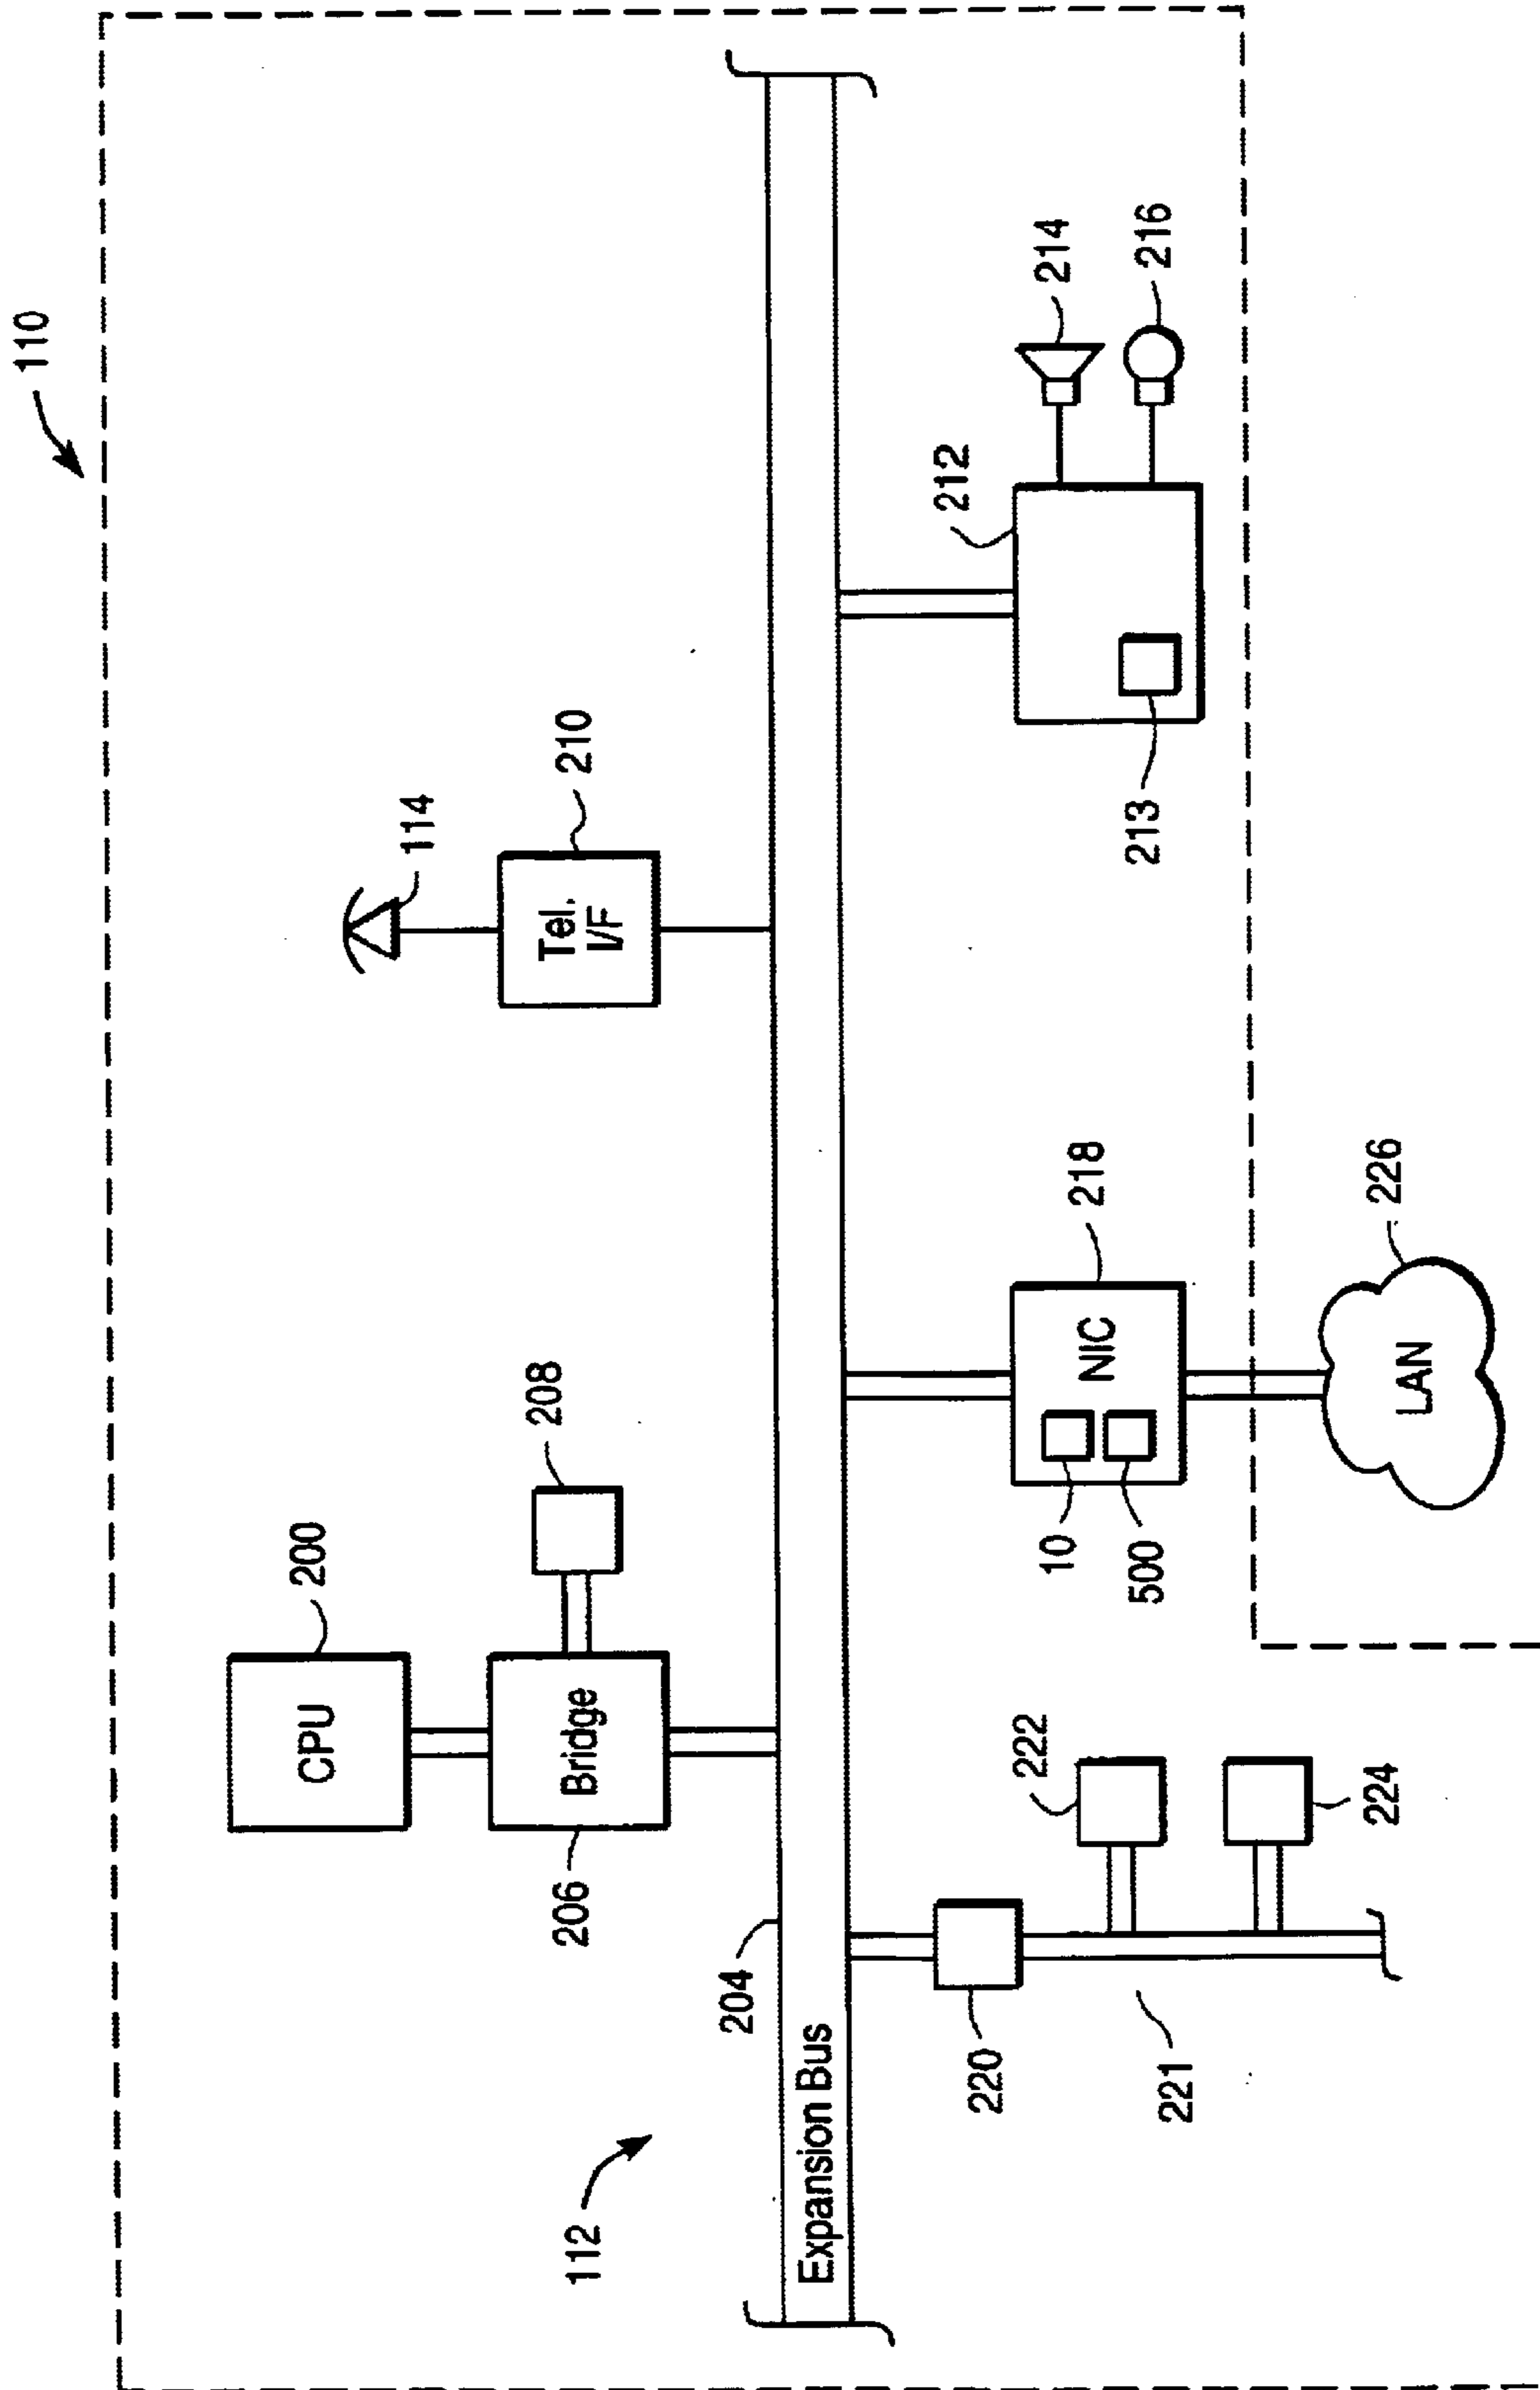 110
114
Tel.
I/F
210
CPU
200
Bridge
208
206
112
204
Expansion Bus
212
214
216
213
NIC
218
10
500
LAN
226
220
222
221
224